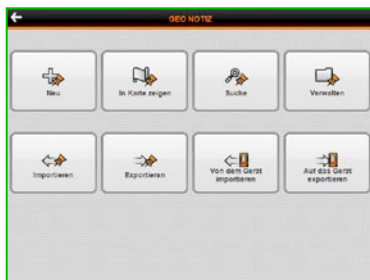 GEO NOTIZ
Neu
In Karte zeigen
Suche
Verwalten
Importieren
Exportieren
Von dem Gerät
importieren
Auf das Gerät
exportieren